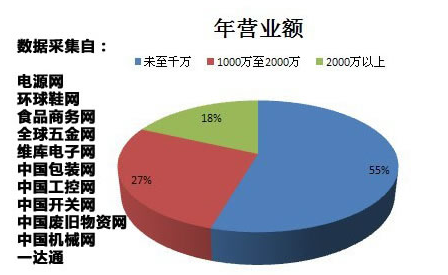 年营业额
数据采集自：
未至千万 1000万至2000万 2000万以上
电源网
环球鞋网
食品商务网
全球五金网
维库电子网
中国包装网
中国工控网
中国开关网
中国废旧物资网
中国机械网
一达通
18%
55%
27%